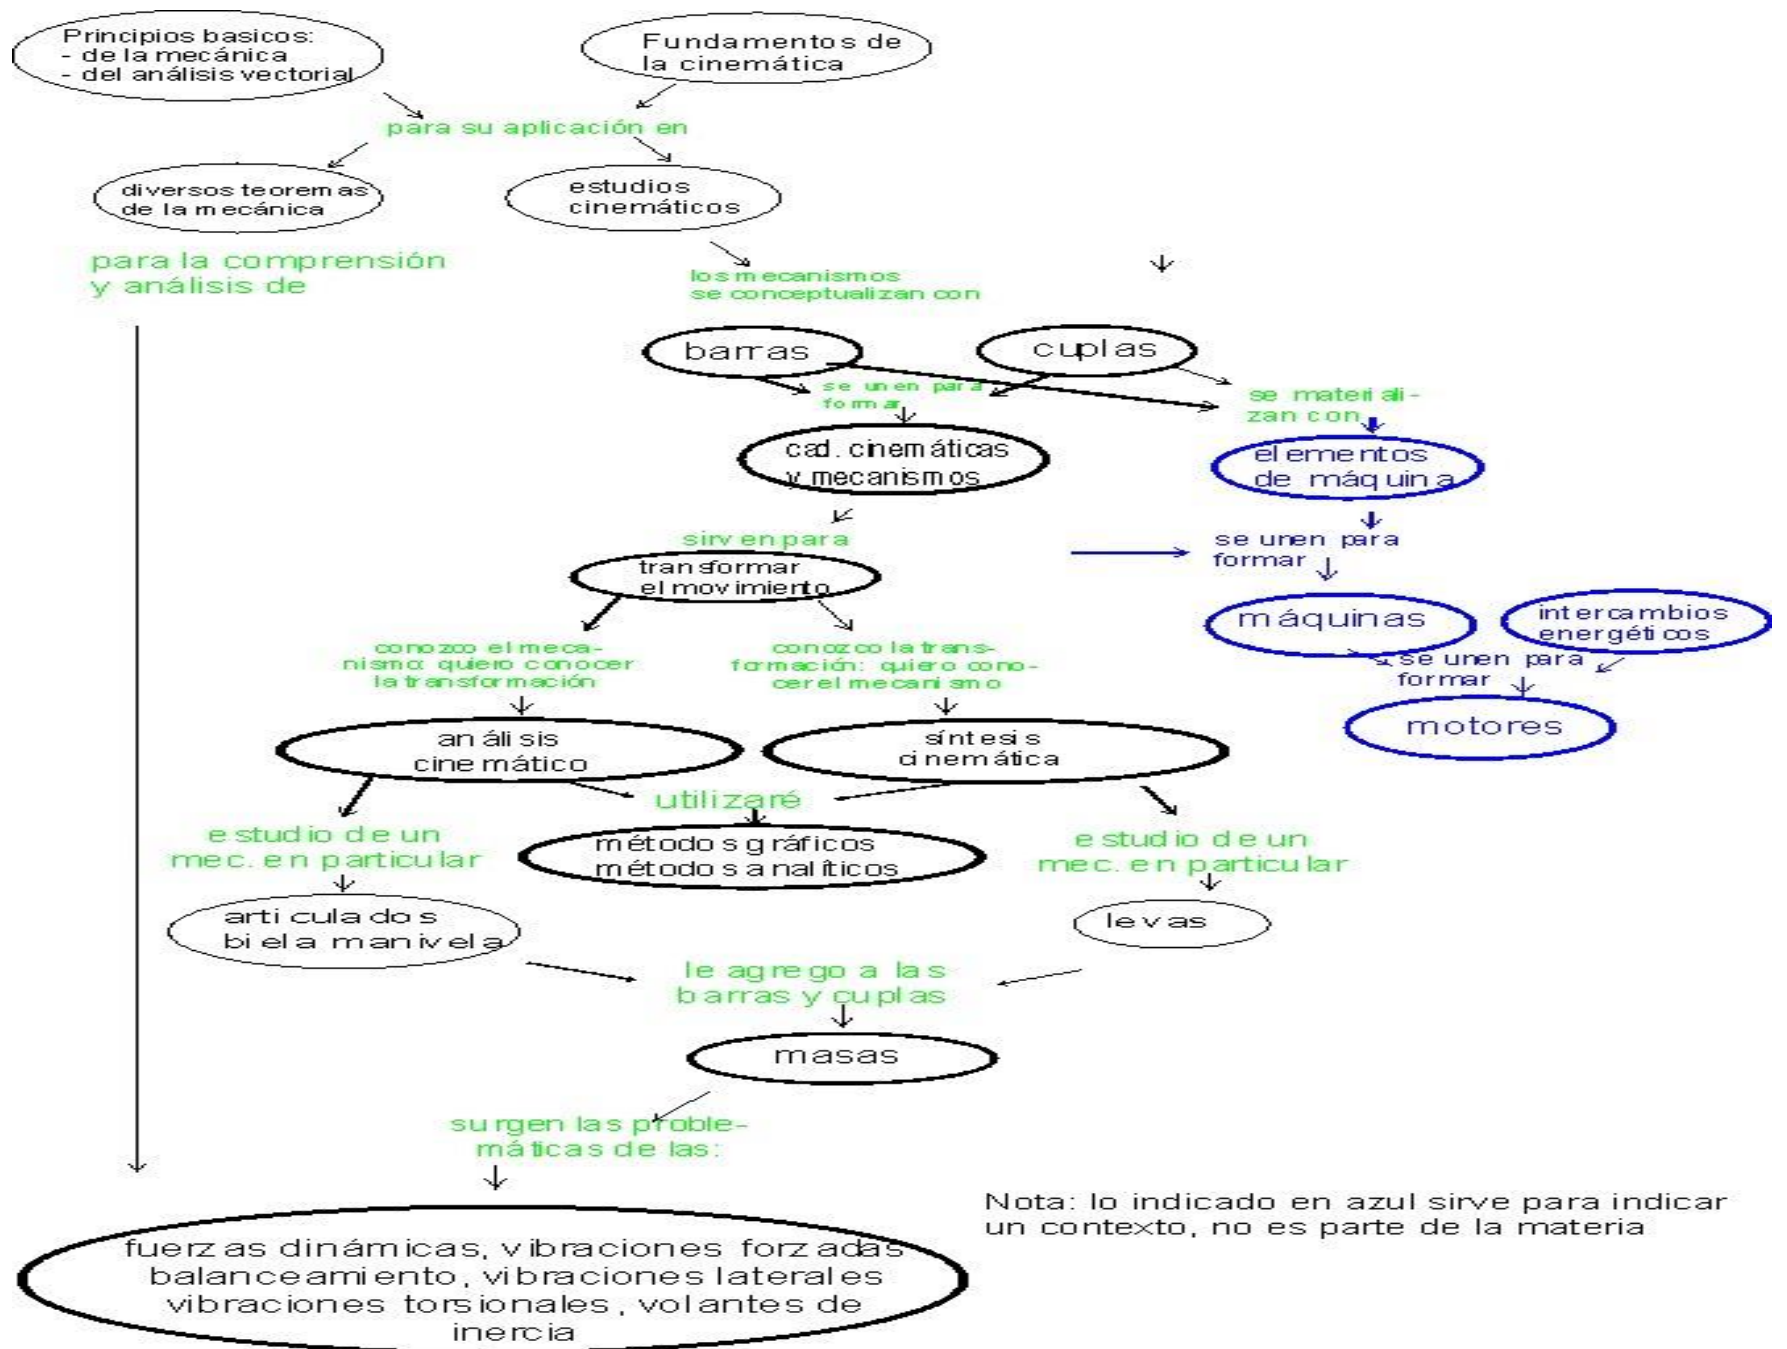 Principios basicos:
- de la mecánica
- del análisis vectorial
Fundamentos de
la cinemática
para su aplicación en
diversos teoremas
de la mecánica
estudios
cinemáticos
para la comprensión
y análisis de
los mecanismos
se conceptualizan con
barras
cuplas
se unen para
formar
se materiali-
zan con
cad. cinemáticas
y mecanismos
elementos
de máquina
sirven para
se unen para
formar
transformar
el movimiento
máquinas
intercambios
energéticos
conozco el meca-
nismo: quiero conocer
la transformación
conozco la trans-
formación: quiero cono-
cer el mecanismo
se unen para
formar
motores
análisis
cinemático
síntesis
cinemática
utilizaré
estudio de un
mec. en particular
métodos gráficos
métodos analíticos
estudio de un
mec. en particular
articulados
biela manivela
levas
le agrego a las
barras y cuplas
masas
surgen las proble-
máticas de las:
Nota: lo indicado en azul sirve para indicar
un contexto, no es parte de la materia
fuerzas dinámicas, vibraciones forzadas
balanceamiento, vibraciones laterales
vibraciones torsionales, volantes de
inercia